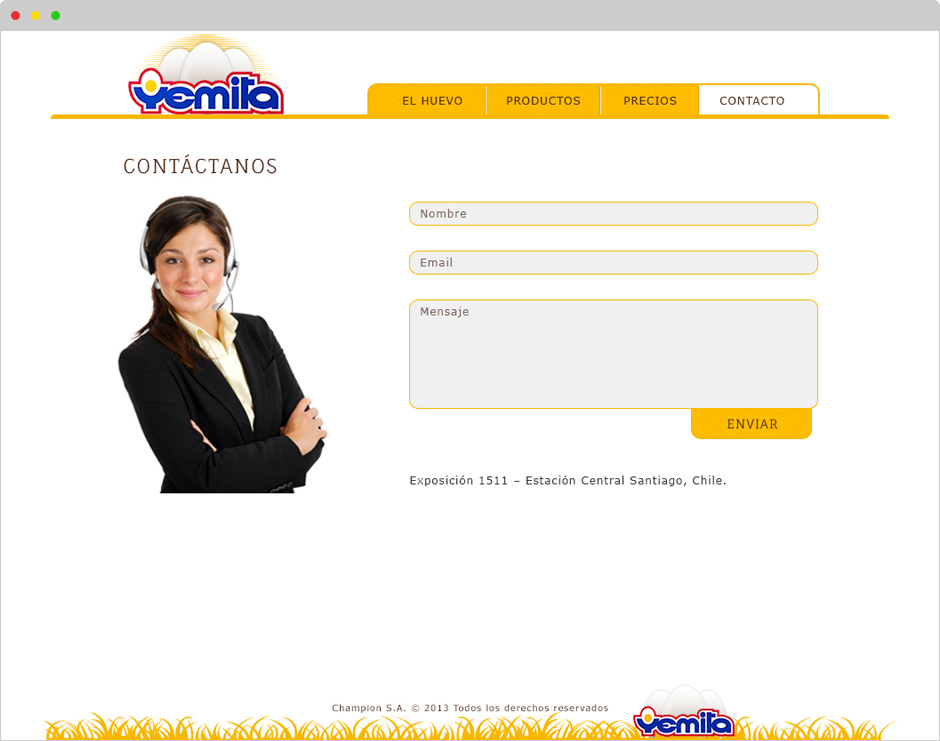 yemita
EL HUEVO PRODUCTOS PRECIOS CONTACTO
CONTÁCTANOS
Nombre
Email
Mensaje
ENVIAR
Exposición 1511 – Estación Central Santiago, Chile.
Champion S.A. © 2013 Todos los derechos reservados
yemita